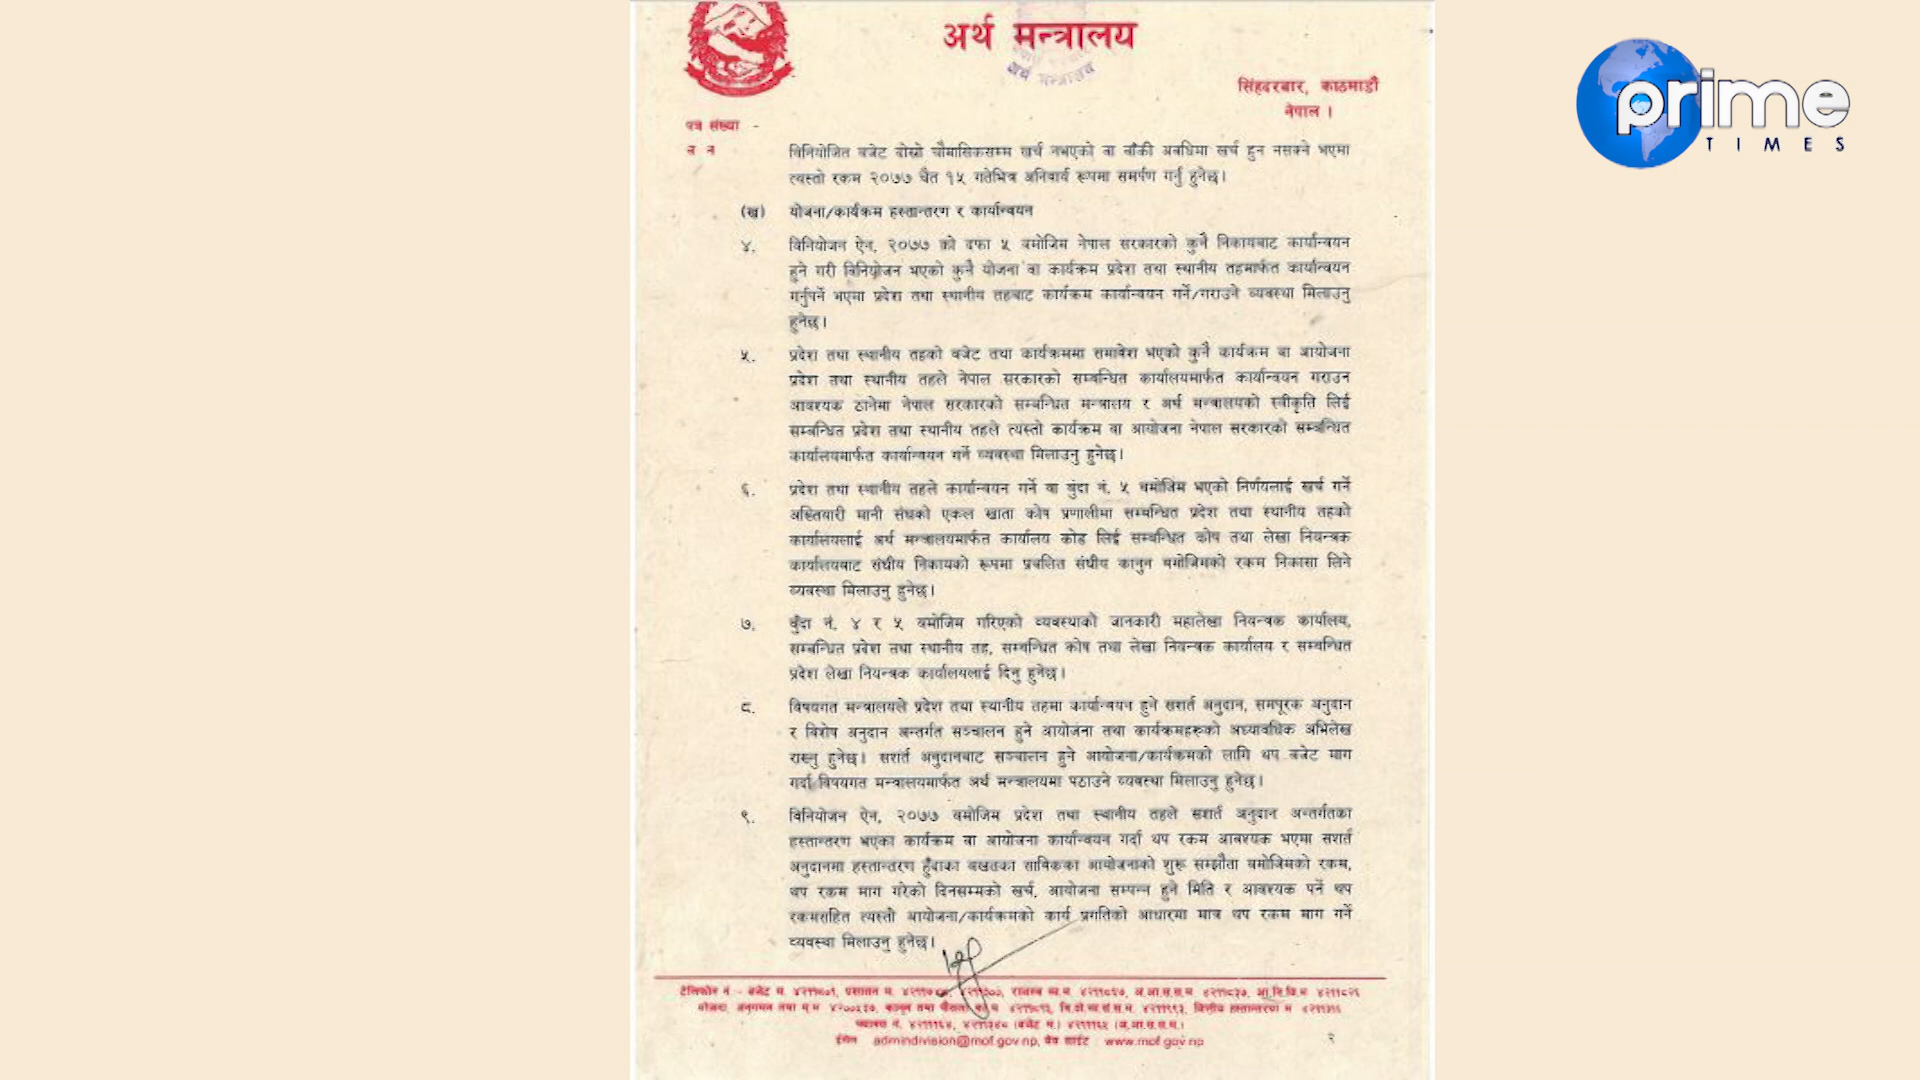 अर्थ मन्त्रालय
अर्थ मन्त्रालय
सिंहदरबार, काठमाडौं
नेपाल ।
prime
TIMES
पत्र संख्या -
विनियोजित बजेट दोस्रो चौमासिकसम्म खर्च नभएको वा बाँकी अवधिमा खर्च हुन नसक्ने भएमा
त्यस्तो रकम २०७७ चैत १५ गतेभित्र अनिवार्य रूपमा समर्पण गर्नु हुनेछ।
(ख) योजना/कार्यक्रम हस्तान्तरण र कार्यान्वयन
४. विनियोजन ऐन, २०७७ को दफा ५ बमोजिम नेपाल सरकारको कुनै निकायबाट कार्यान्वयन
हुने गरी विनियोजन भएको कुनै योजना वा कार्यक्रम प्रदेश तथा स्थानीय तहमार्फत कार्यान्वयन
गर्नुपर्ने भएमा प्रदेश तथा स्थानीय तहबाट कार्यक्रम कार्यान्वयन गर्ने/गराउने व्यवस्था मिलाउनु
हुनेछ।
५. प्रदेश तथा स्थानीय तहको बजेट तथा कार्यक्रममा समावेश भएको कुनै कार्यक्रम वा आयोजना
प्रदेश तथा स्थानीय तहले नेपाल सरकारको सम्बन्धित कार्यालयमार्फत कार्यान्वयन गराउन
आवश्यक ठानेमा नेपाल सरकारको सम्बन्धित मन्त्रालय र अर्थ मन्त्रालयको स्वीकृति लिई
सम्बन्धित प्रदेश तथा स्थानीय तहले त्यस्तो कार्यक्रम वा आयोजना नेपाल सरकारको सम्बन्धित
कार्यालयमार्फत कार्यान्वयन गर्ने व्यवस्था मिलाउनु हुनेछ।
६. प्रदेश तथा स्थानीय तहले कार्यान्वयन गर्ने वा बुंदा नं. ५ बमोजिम भएको निर्णयलाई खर्च गर्ने
अख्तियारी मानी संघको एकल खाता कोष प्रणालीमा सम्बन्धित प्रदेश तथा स्थानीय तहको
कार्यालयलाई अर्थ मन्त्रालयमार्फत कार्यालय कोड लिई सम्बन्धित कोष तथा लेखा नियन्त्रक
कार्यालयबाट संघीय निकायको रूपमा प्रचलित संघीय कानुन बमोजिमको रकम निकासा लिने
व्यवस्था मिलाउनु हुनेछ।
७. बुँदा नं. ४ र ५ बमोजिम गरिएको व्यवस्थाको जानकारी महालेखा नियन्त्रक कार्यालय,
सम्बन्धित प्रदेश तथा स्थानीय तह, सम्बन्धित कोष तथा लेखा नियन्त्रक कार्यालय र सम्बन्धित
प्रदेश लेखा नियन्त्रक कार्यालयलाई दिनु हुनेछ।
८. विषयगत मन्त्रालयले प्रदेश तथा स्थानीय तहमा कार्यान्वयन हुने सशर्त अनुदान, समपूरक अनुदान
र विशेष अनुदान अन्तर्गत सञ्चालन हुने आयोजना तथा कार्यक्रमहरुको अध्यावधिक अभिलेख
राख्नु हुनेछ। सशर्त अनुदानबाट सञ्चालन हुने आयोजना/कार्यक्रमको लागि थप बजेट माग
गर्दा विषयगत मन्त्रालयमार्फत अर्थ मन्त्रालयमा पठाउने व्यवस्था मिलाउनु हुनेछ।
९. विनियोजन ऐन, २०७७ बमोजिम प्रदेश तथा स्थानीय तहले सशर्त अनुदान अन्तर्गतका
हस्तान्तरण भएका कार्यक्रम वा आयोजना कार्यान्वयन गर्दा थप रकम आवश्यक भएमा सशर्त
अनुदानमा हस्तान्तरण हुँदाका बखतका साविकका आयोजनाको शुरू सम्झौता बमोजिमको रकम,
थप रकम माग गरेको दिनसम्मको खर्च, आयोजना सम्पन्न हुने मिति र आवश्यक पर्ने थप
रकमसहित त्यस्तो आयोजना/कार्यक्रमको कार्य प्रगतिको आधारमा मात्र थप रकम माग गर्ने
व्यवस्था मिलाउनु हुनेछ।
टेलिफोन नं - बजेट म. प्रशासन म. राजस्व
अनुगमन तथा कानून तथा वित्तीय हस्तान्तरण
ईमेल admindivision@mof.gov.np, वेब साईट www.mof.gov.np
२